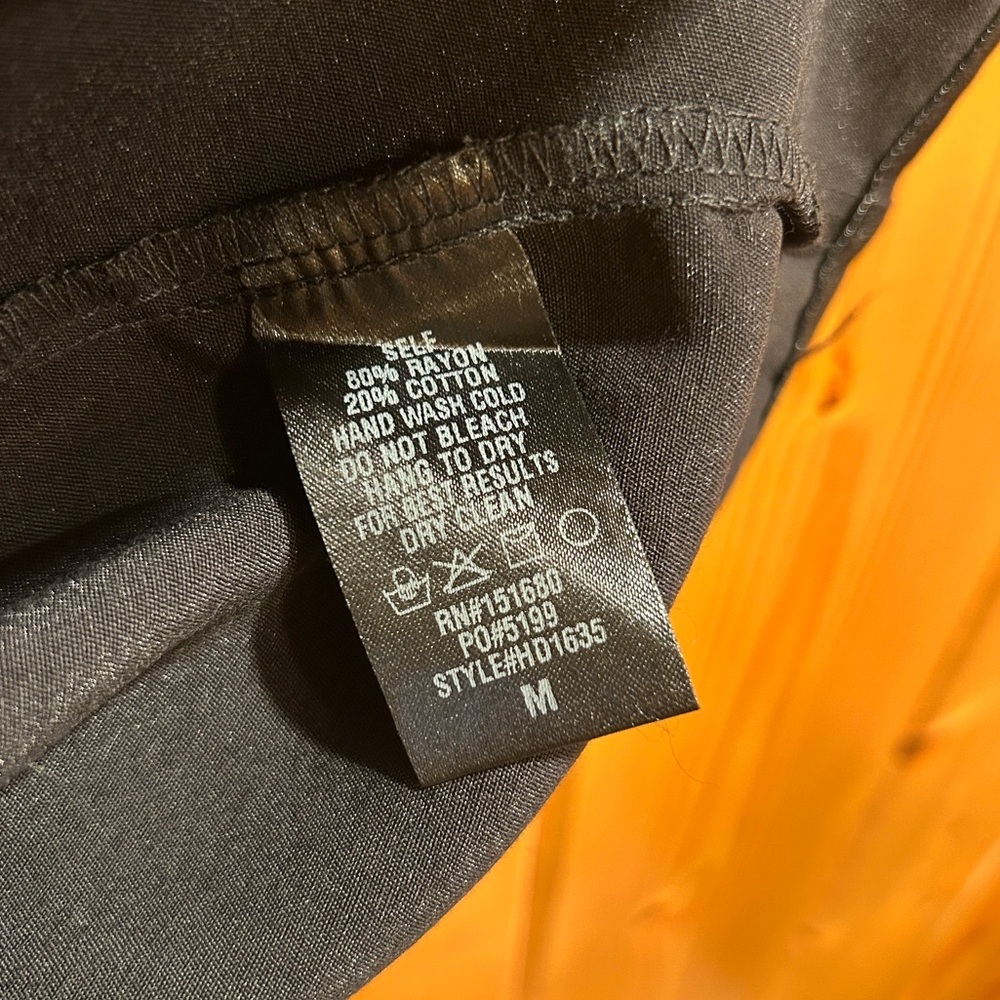 SELF
80% RAYON
20% COTTON
HAND WASH COLD
DO NOT BLEACH
HANG TO DRY
FOR BEST RESULTS
DRY CLEAN
RN#151680
PO#5199
STYLE#HD1635
M